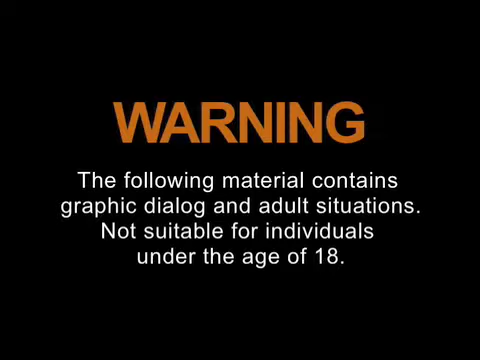 WARNING
The following material contains
graphic dialog and adult situations.
Not suitable for individuals
under the age of 18.